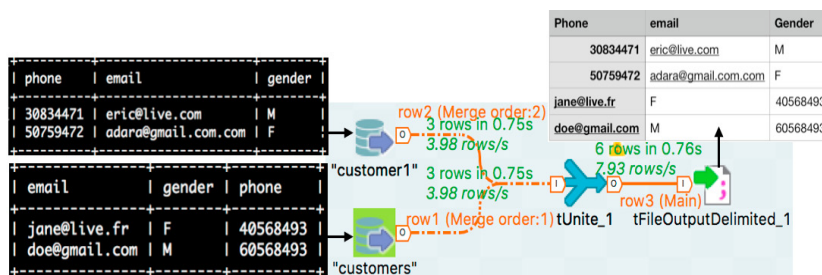 Phone email Gender
30834471 eric@live.com M
50759472 adara@gmail.com.com F
jane@live.fr F 40568493
doe@gmail.com M 60568493
| phone | email | gender |
| 30834471 | eric@live.com | M |
| 50759472 | adara@gmail.com.com | F |
row2 (Merge order:2)
3 rows in 0.75s
3.98 rows/s
"customer1"
| email | gender | phone |
| jane@live.fr | F | 40568493 |
| doe@gmail.com | M | 60568493 |
3 rows in 0.75s
3.98 rows/s
row1 (Merge order:1)
"customers"
6 rows in 0.76s
7.93 rows/s
row3 (Main)
tUnite_1
tFileOutputDelimited_1
O
O
I
O
I